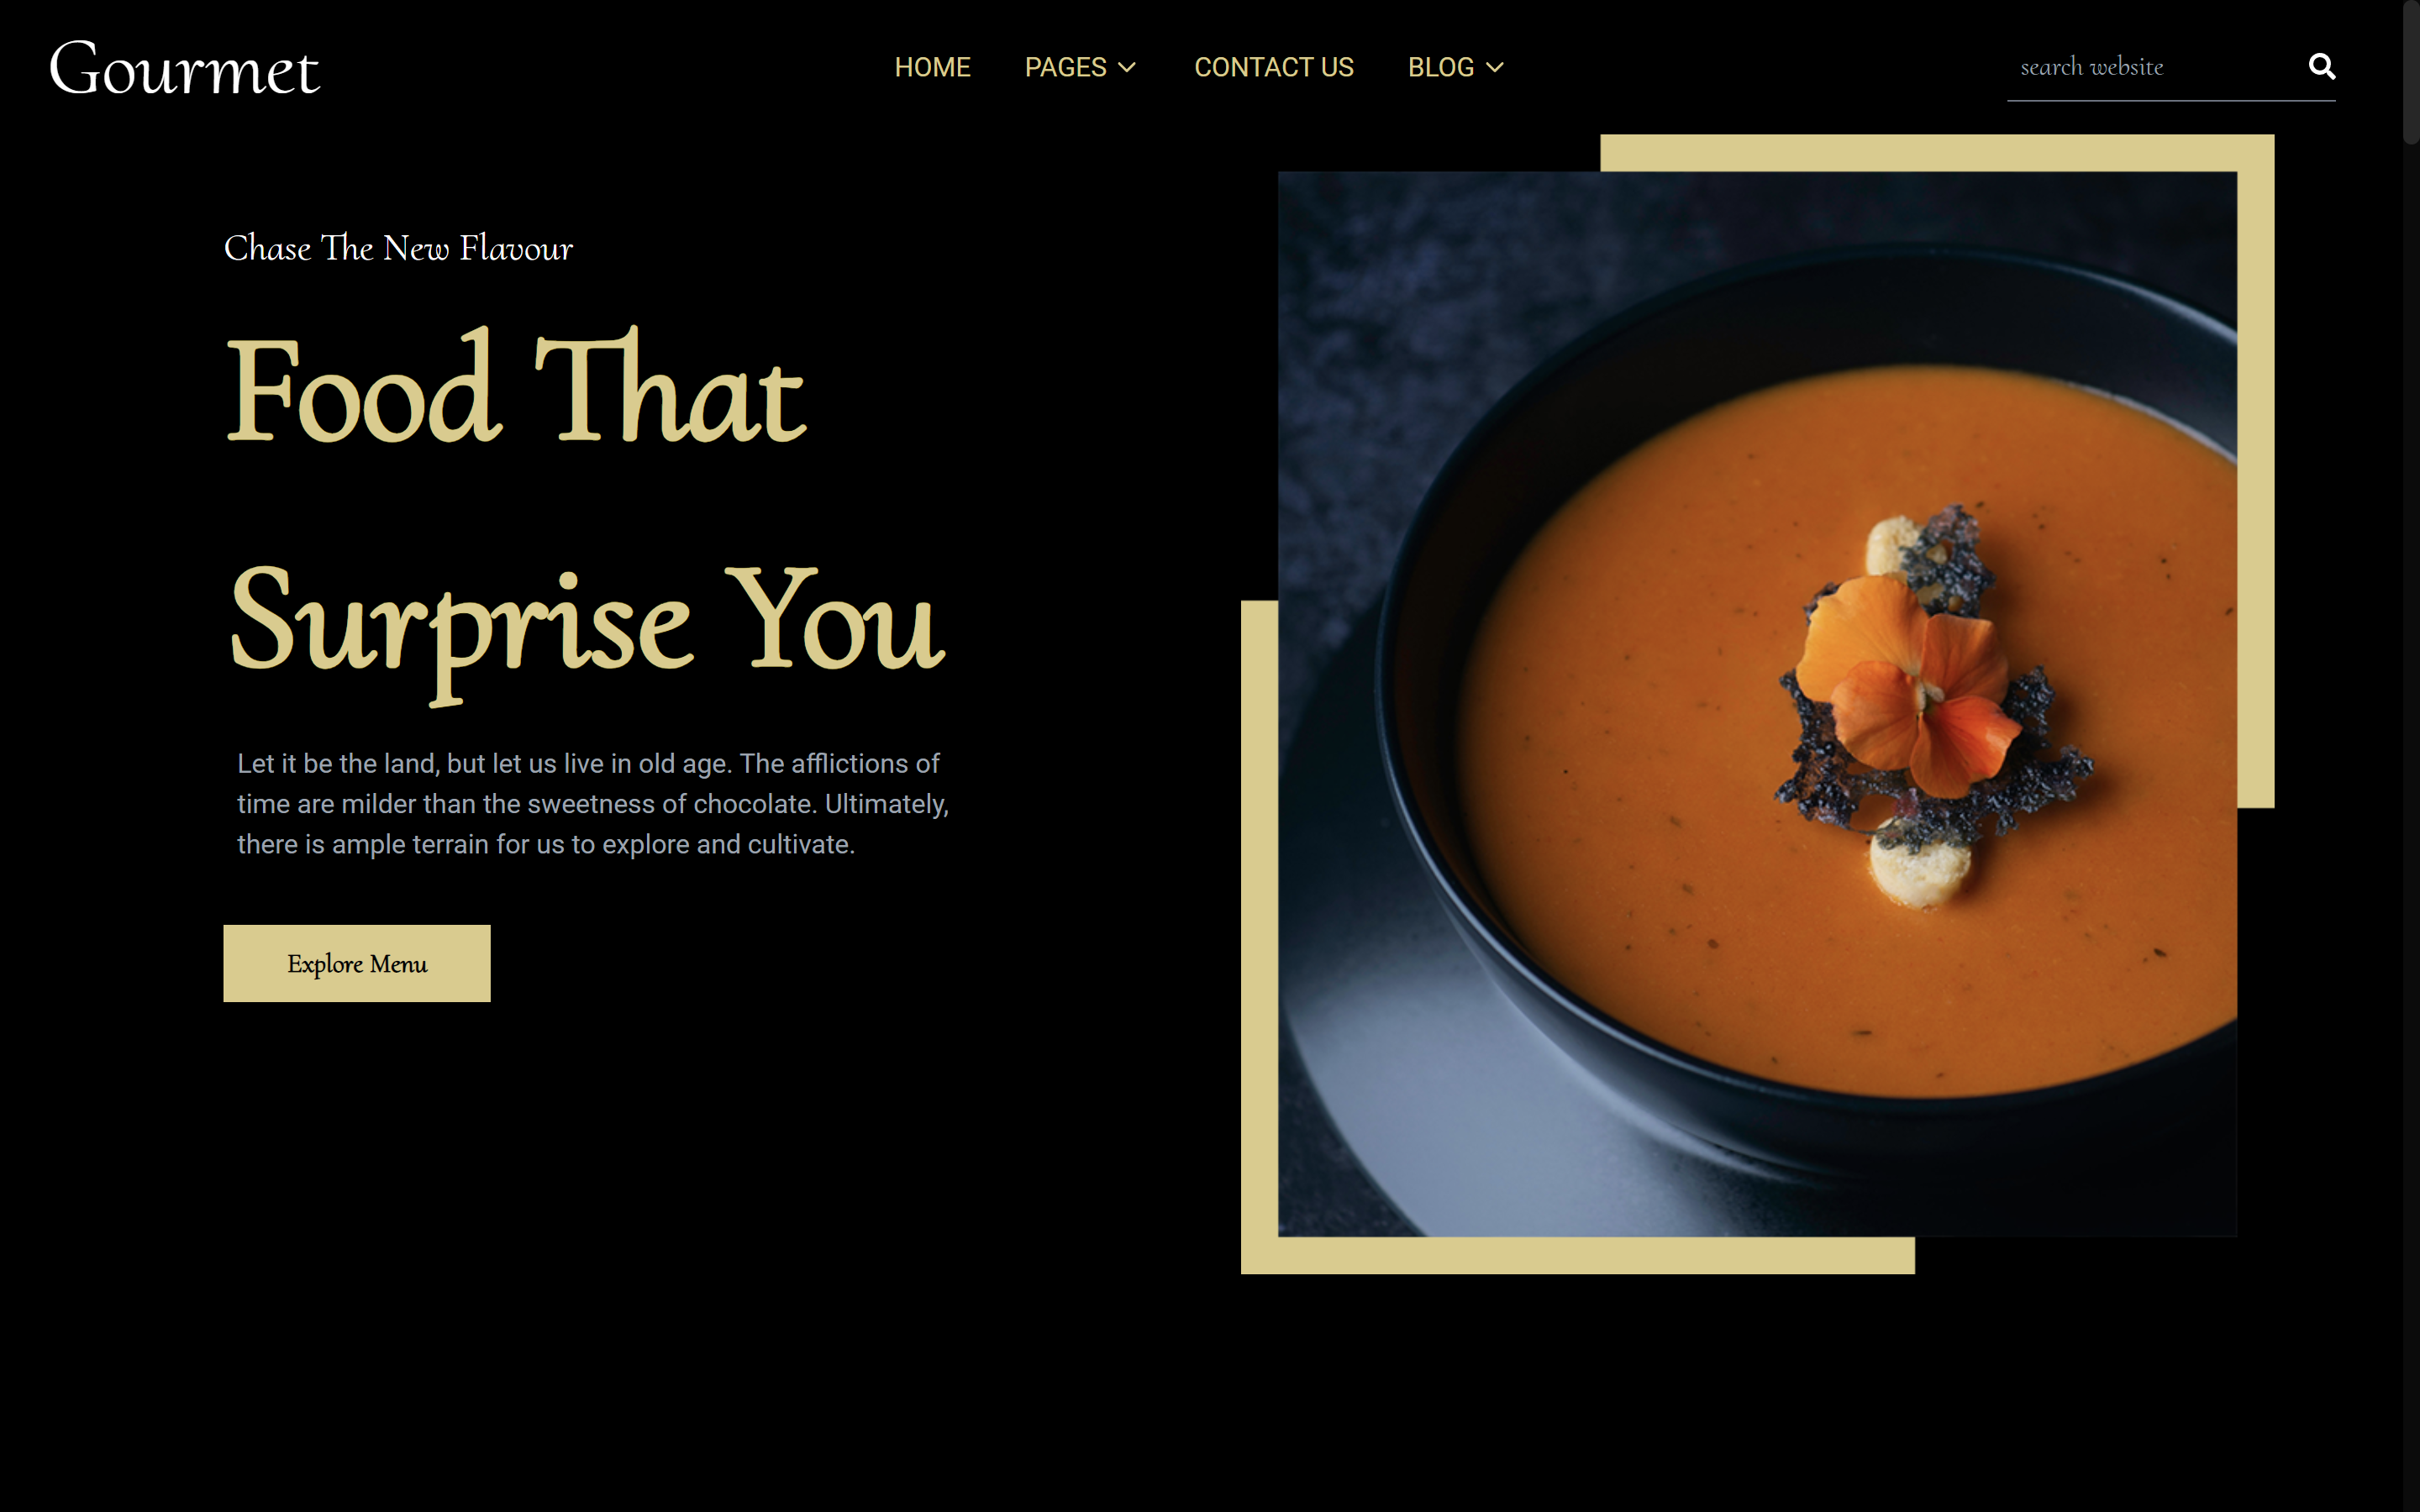 Gourmet
HOME PAGES CONTACT US BLOG
search website
Chase The New Flavour
Food That
Surprise You
Let it be the land, but let us live in old age. The afflictions of
time are milder than the sweetness of chocolate. Ultimately,
there is ample terrain for us to explore and cultivate.
Explore Menu